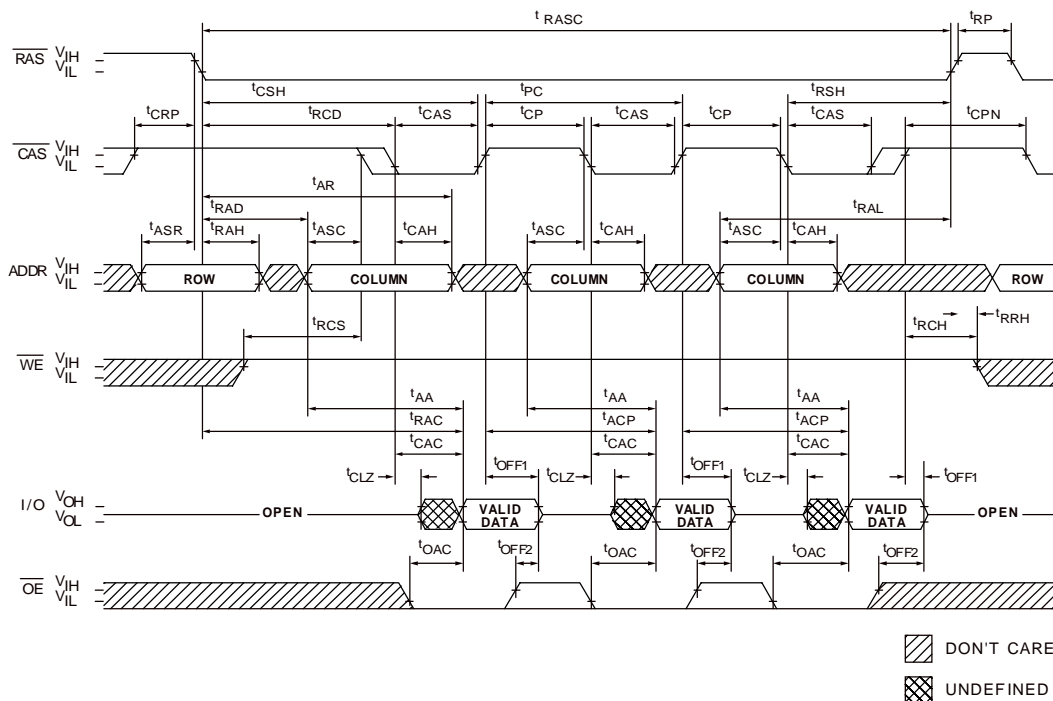 t RASC
tRP
RAS VIH
VIL
tCSH
tPC
tRSH
tCRP
tRCD
tCAS
tCP
tCAS
tCP
tCAS
tCPN
CAS VIH
VIL
tAR
tRAD
tRAL
tASR
tRAH
tASC
tCAH
tASC
tCAH
tASC
tCAH
ADDR VIH
VIL
ROW
COLUMN
COLUMN
COLUMN
ROW
tRCS
tRCH
tRRH
WE VIH
VIL
tAA
tAA
tAA
tRAC
tACP
tACP
tCAC
tCAC
tCAC
tCLZ
tOFF1
tCLZ
tOFF1
tCLZ
tOFF1
I/O VOH
VOL
OPEN
VALID
DATA
VALID
DATA
VALID
DATA
OPEN
tOAC
tOFF2
tOAC
tOFF2
tOAC
tOFF2
OE VIH
VIL
DON'T CARE
UNDEFINED